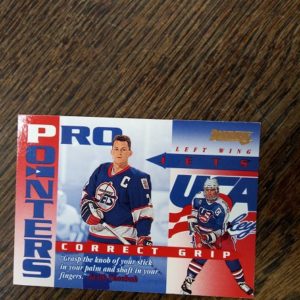 PRO
POINTERS
LEFT WING
JETS
USA
CORRECT GRIP
"Grasp the knob of your stick
in your palm and shaft in your
fingers."
C